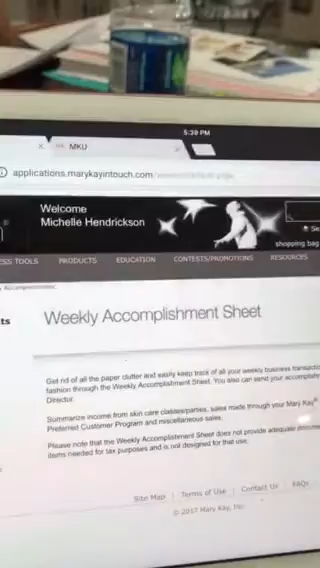 5:39 PM
MKU
applications.marykayintouch.com
Welcome
Michelle Hendrickson
shopping bag
ESS TOOLS PRODUCTS EDUCATION CONTESTS/PROMOTIONS RESOURCES
ts
Weekly Accomplishment Sheet
Get rid of all the paper clutter and easily keep track of all your weekly business transactio
fashion through the Weekly Accomplishment Sheet. You also can send your accomplish
Director.
Summarize income from skin care classes/parties, sales made through your Mary Kay®
Preferred Customer Program and miscellaneous sales.
Please note that the Weekly Accomplishment Sheet does not provide adequate
items needed for tax purposes and is not designed for that use.
Site Map | Terms of Use | Contact Us | FAQs
© 2017 Mary Kay, Inc.